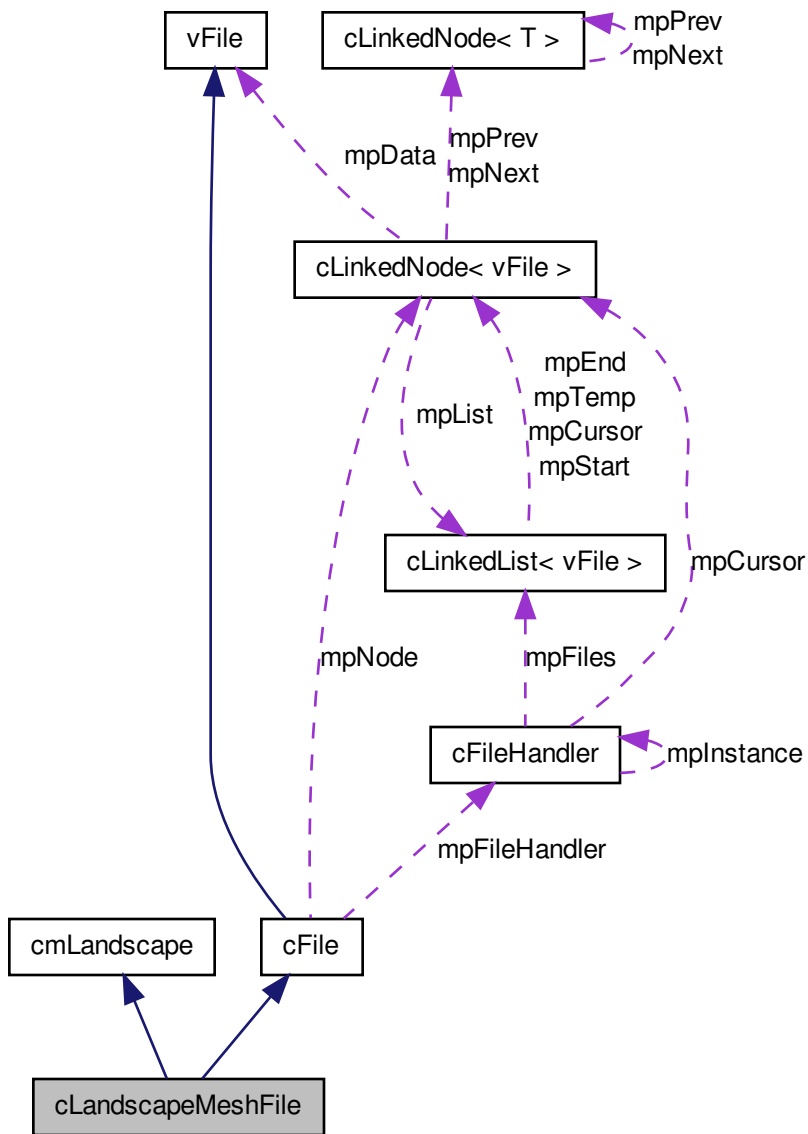 vFile
cLinkedNode< T >
mpPrev
mpNext
mpData
mpPrev
mpNext
cLinkedNode< vFile >
mpList
mpEnd
mpTemp
mpCursor
mpStart
cLinkedList< vFile >
mpCursor
mpNode
mpFiles
cFileHandler
mpInstance
mpFileHandler
cmLandscape
cFile
cLandscapeMeshFile